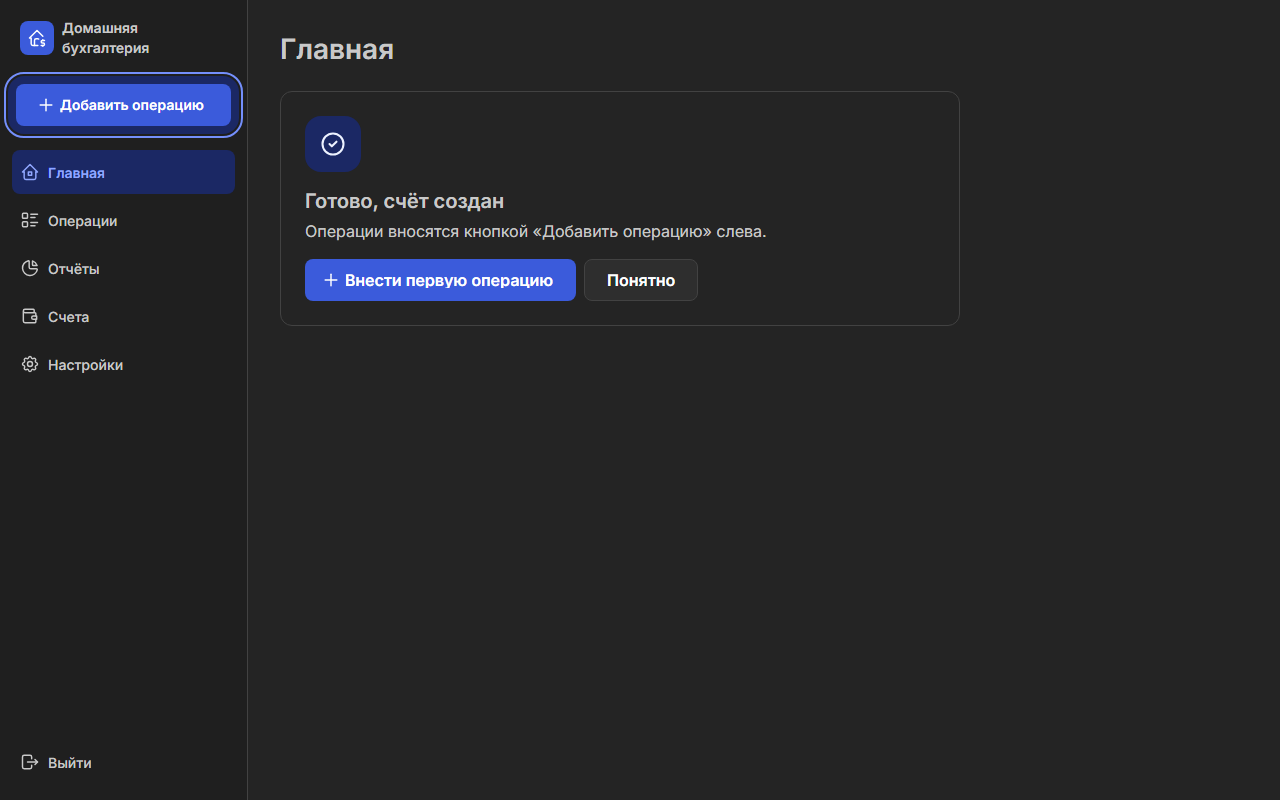 Домашняя
бухгалтерия
Добавить операцию
Главная
Операции
Отчёты
Счета
Настройки
Выйти
Главная
Готово, счёт создан
Операции вносятся кнопкой «Добавить операцию» слева.
Внести первую операцию
Понятно